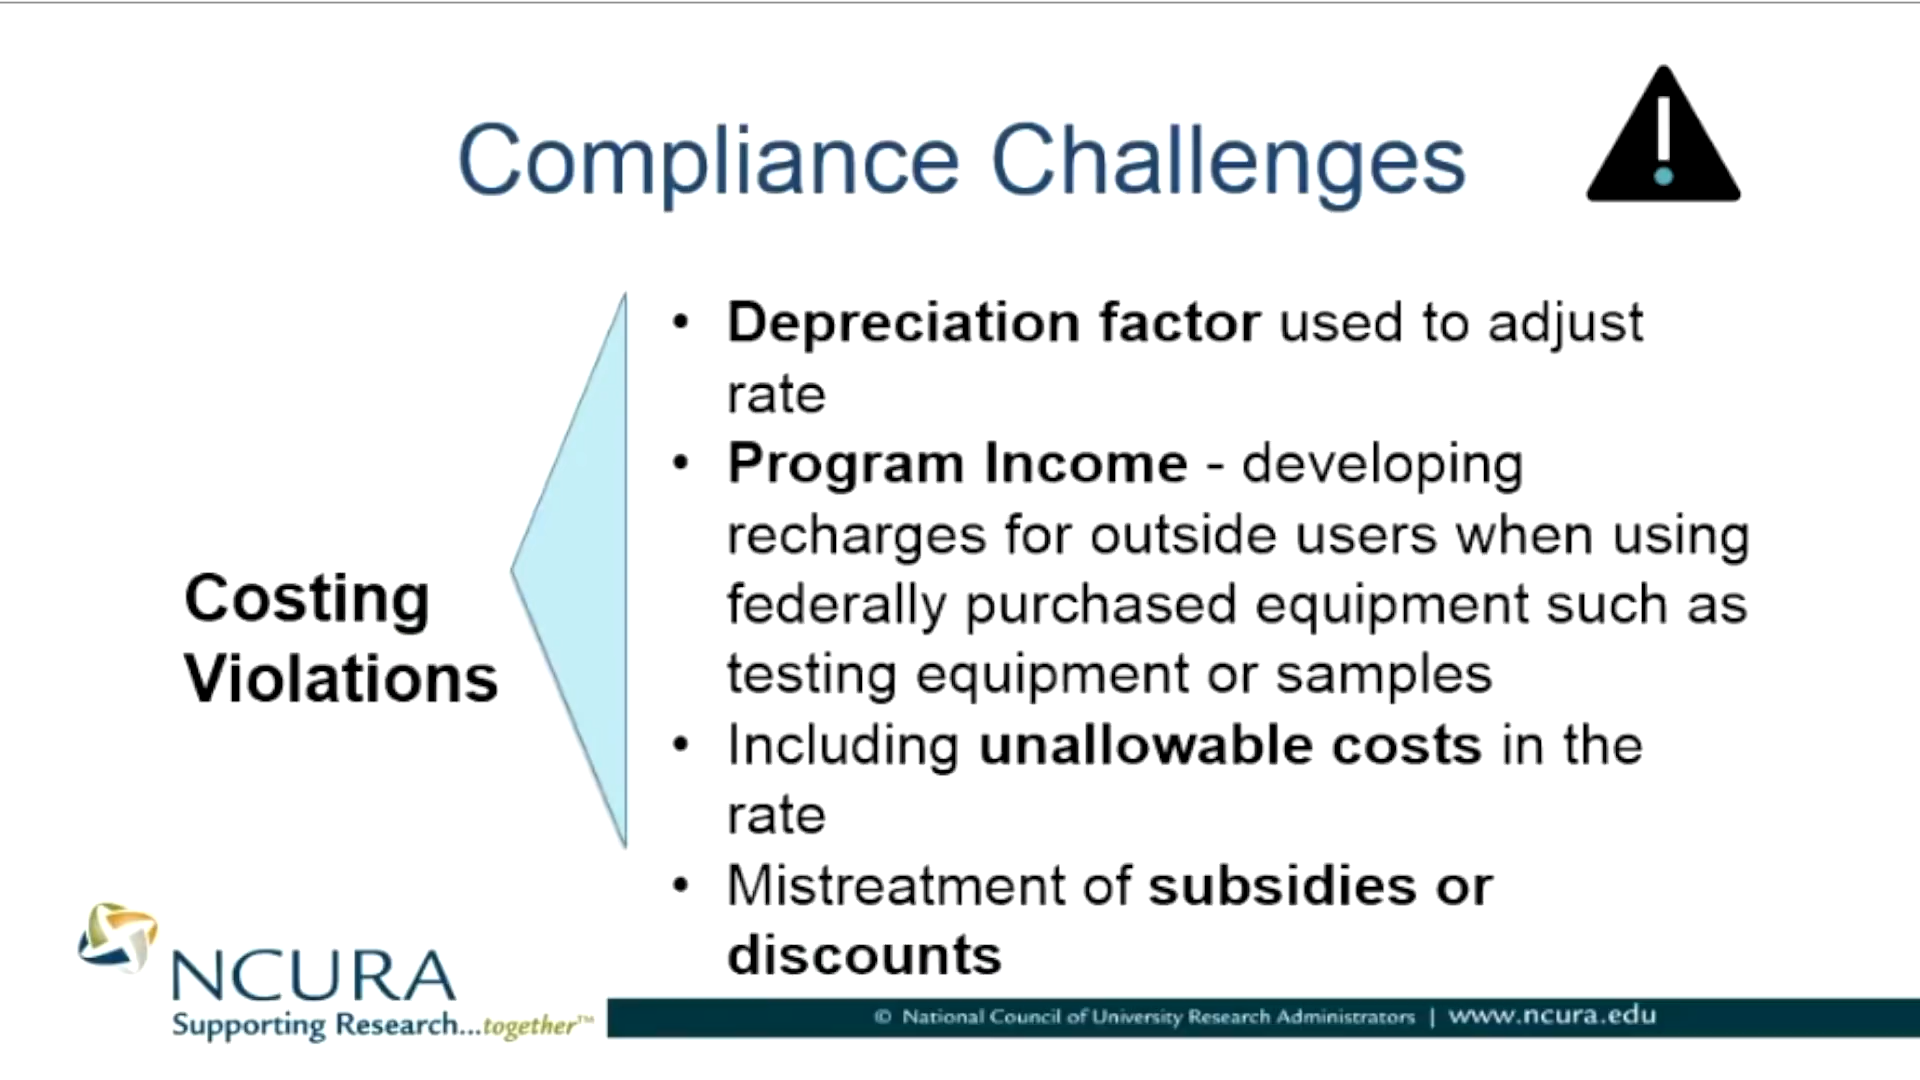 Compliance Challenges
Costing
Violations
• Depreciation factor used to adjust
rate
• Program Income - developing
recharges for outside users when using
federally purchased equipment such as
testing equipment or samples
• Including unallowable costs in the
rate
• Mistreatment of subsidies or
discounts
NCURA
Supporting Research...together™
© National Council of University Research Administrators | www.ncura.edu